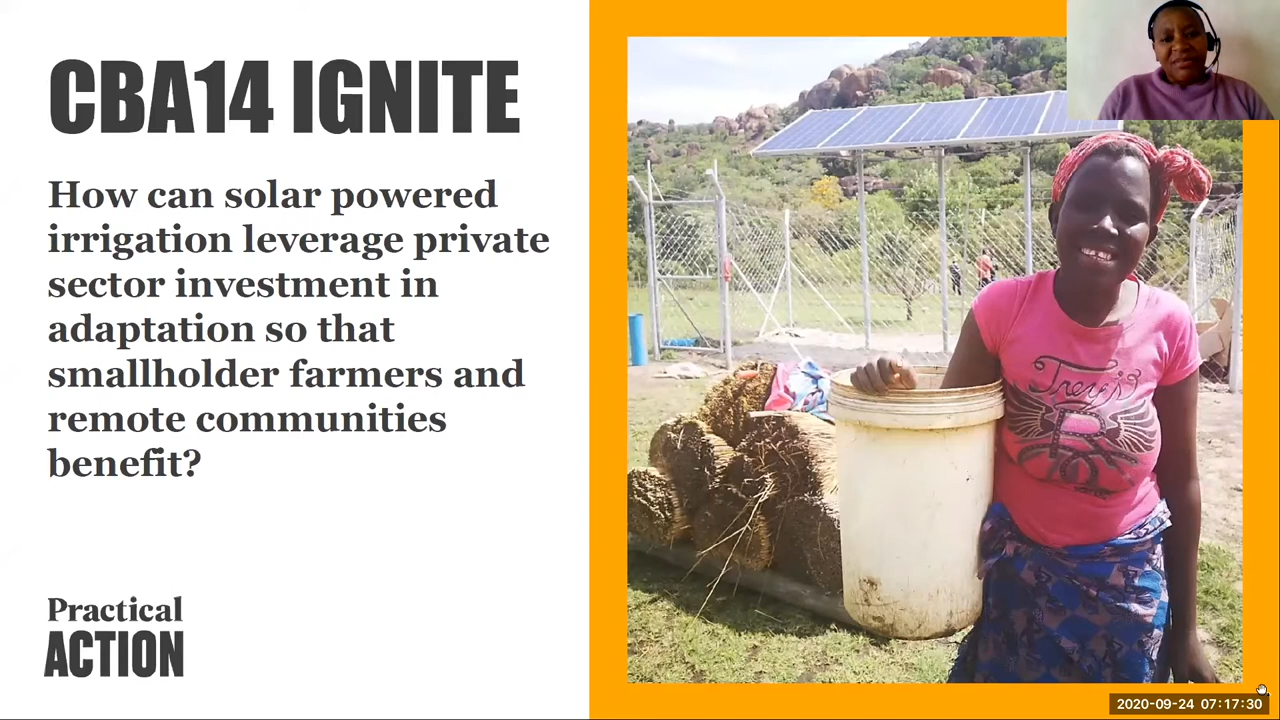 CBA14 IGNITE
How can solar powered
irrigation leverage private
sector investment in
adaptation so that
smallholder farmers and
remote communities
benefit?
Practical
ACTION
R
2020-09-24 07:17:30